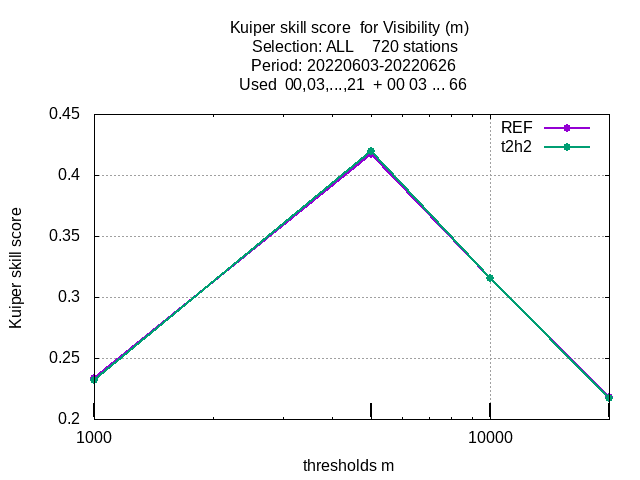 Kuiper skill score  for Visibility (m)
Selection: ALL    720 stations
Period: 20220603-20220626
Used  00,03,...,21  + 00 03 ... 66
REF
t2h2
0.45
0.4
0.35
0.3
0.25
0.2
Kuiper skill score
1000
10000
thresholds m